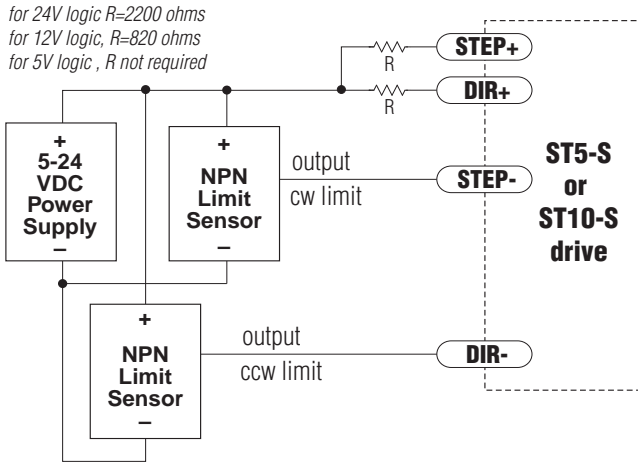 for 24V logic R=2200 ohms
for 12V logic, R=820 ohms
for 5V logic , R not required
STEP+
R
DIR+
R
+
5-24
VDC
Power
Supply
–
+
NPN
Limit
Sensor
–
output
cw limit
STEP-
ST5-S
or
ST10-S
drive
+
NPN
Limit
Sensor
–
output
ccw limit
DIR-